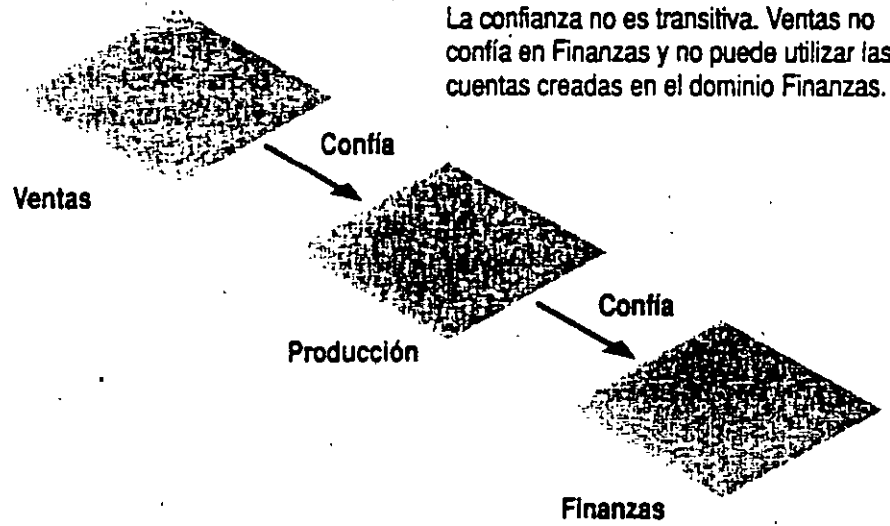 La confianza no es transitiva. Ventas no
confía en Finanzas y no puede utilizar las
cuentas creadas en el dominio Finanzas.
Confía
Ventas
Confía
Producción
Finanzas